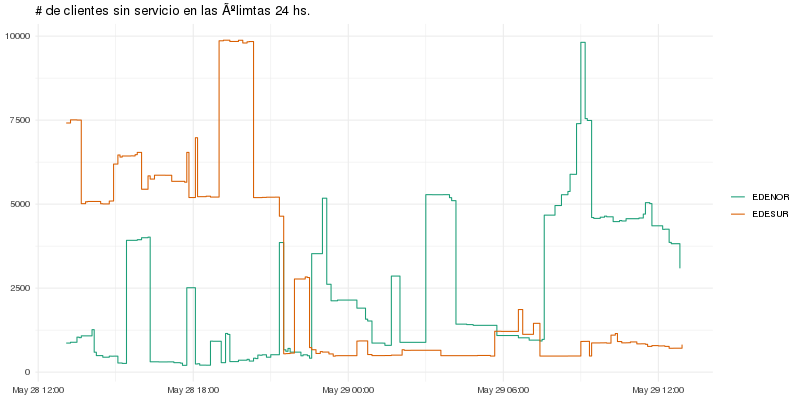 # de clientes sin servicio en las Ãºlimtas 24 hs.
10000
7500
5000
2500
0
May 28 12:00
May 28 18:00
May 29 00:00
May 29 06:00
May 29 12:00
EDENOR
EDESUR